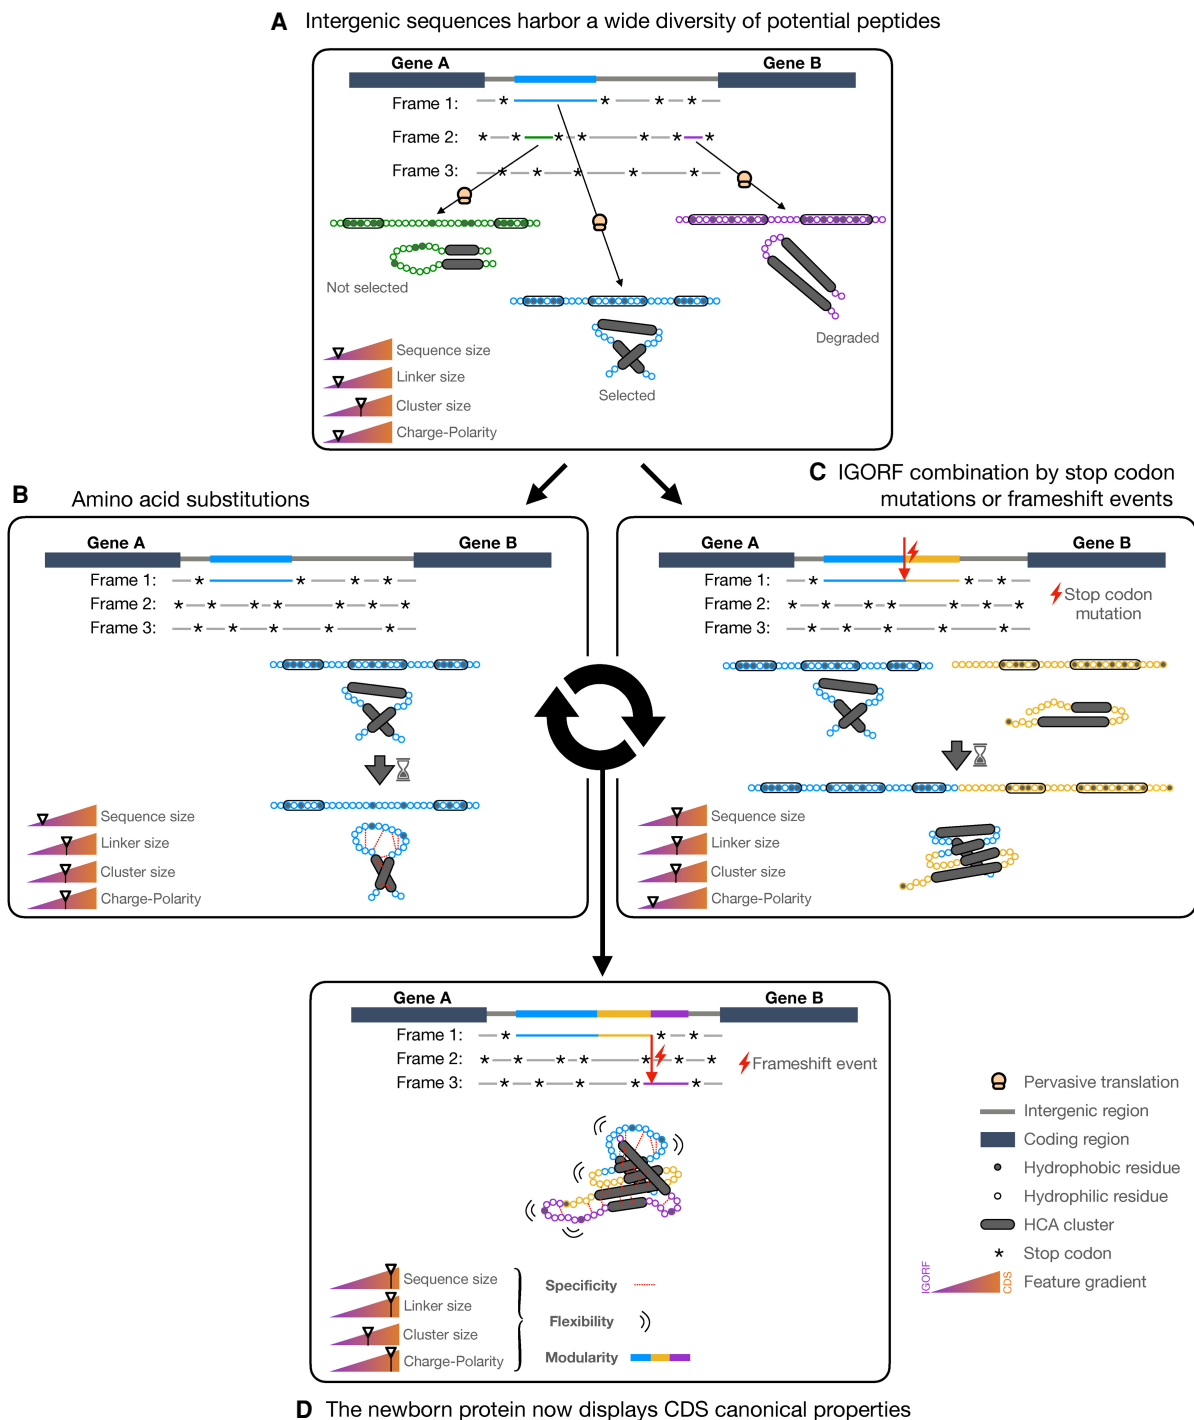 A Intergenic sequences harbor a wide diversity of potential peptides
Gene A
Gene B
Frame 1:
Frame 2:
Frame 3:
Not selected
Selected
Degraded
Sequence size
Linker size
Cluster size
Charge-Polarity
B
Amino acid substitutions
Gene A
Gene B
Frame 1:
Frame 2:
Frame 3:
Sequence size
Linker size
Cluster size
Charge-Polarity
C IGORF combination by stop codon
mutations or frameshift events
Gene A
Gene B
Frame 1:
Frame 2:
Frame 3:
Stop codon
mutation
Sequence size
Linker size
Cluster size
Charge-Polarity
Gene A
Gene B
Frame 1:
Frame 2:
Frame 3:
Frameshift event
Sequence size
Linker size
Cluster size
Charge-Polarity
Specificity
Flexibility
Modularity
Pervasive translation
Intergenic region
Coding region
Hydrophobic residue
Hydrophilic residue
HCA cluster
* Stop codon
IGORF
CDS
Feature gradient
D The newborn protein now displays CDS canonical properties